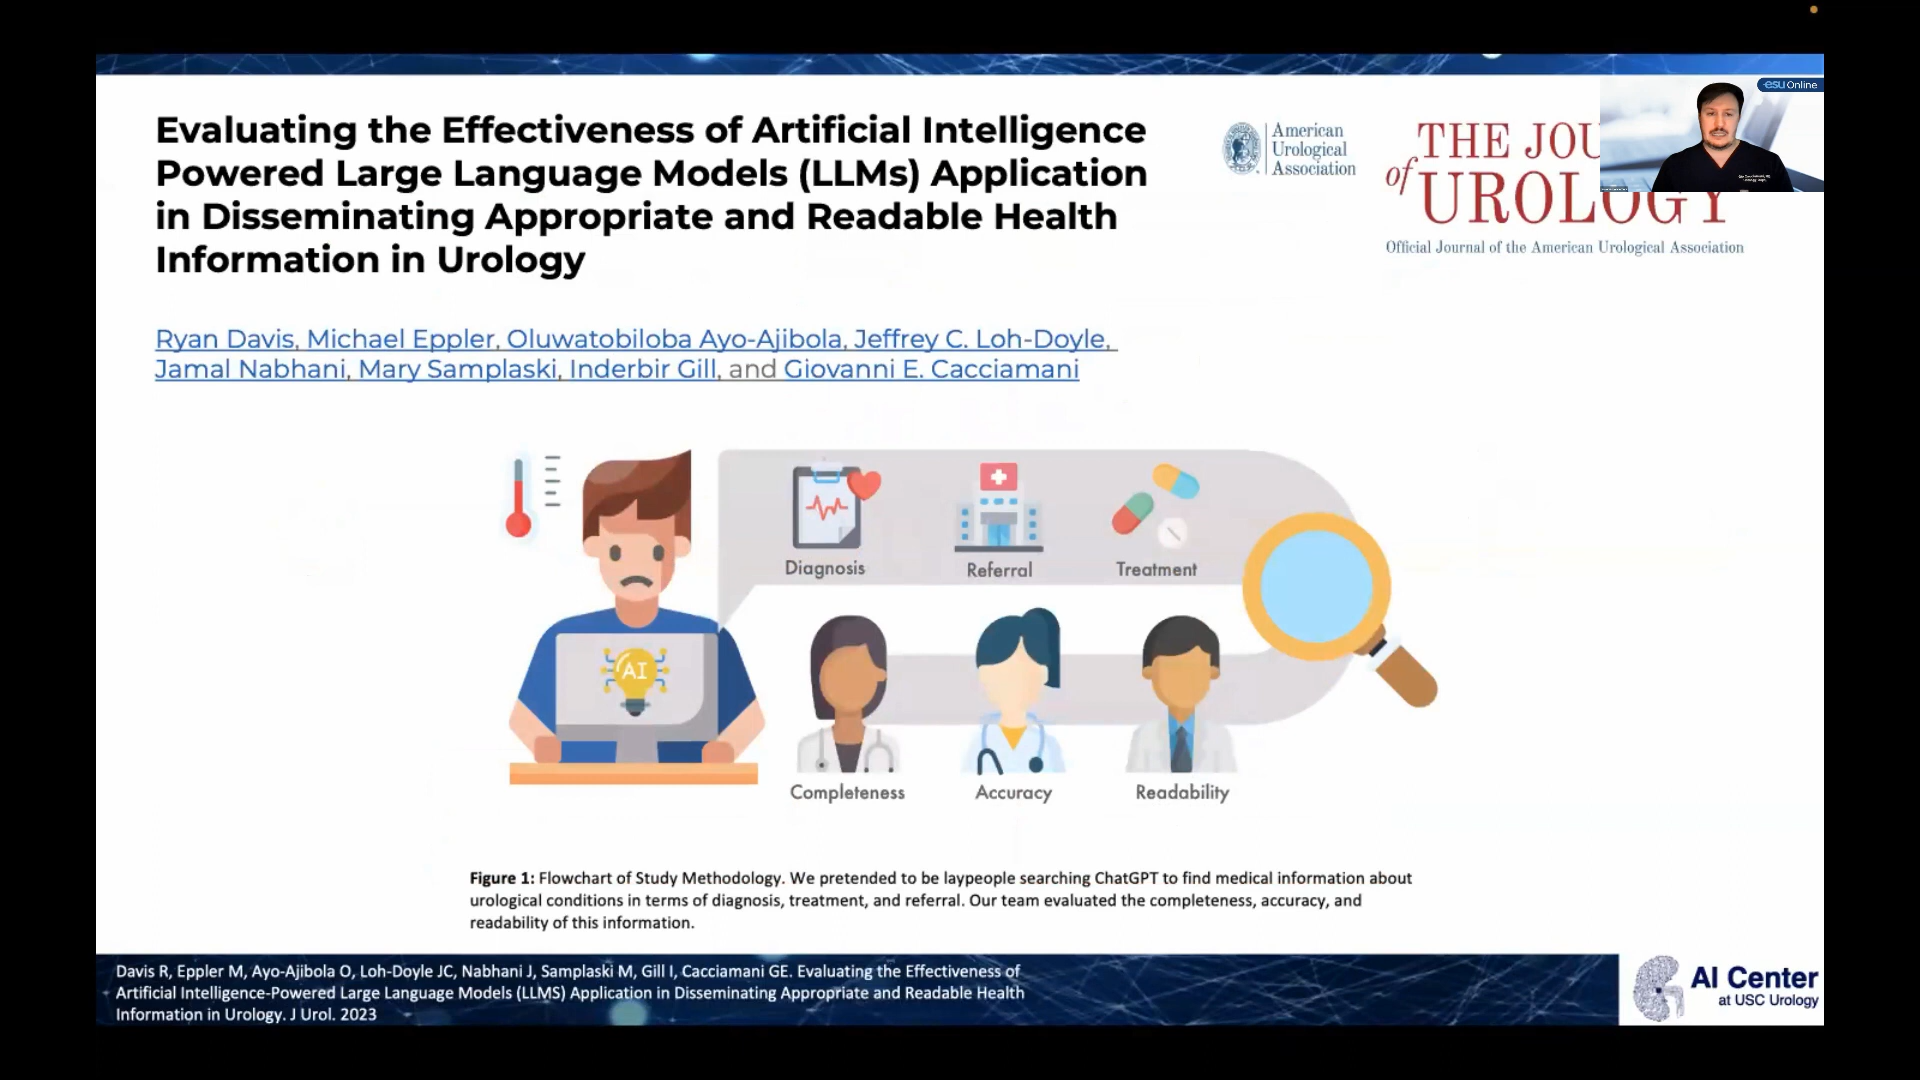 Evaluating the Effectiveness of Artificial Intelligence
Powered Large Language Models (LLMs) Application
in Disseminating Appropriate and Readable Health
Information in Urology
American
Urological
Association
THE JOU
of
UROLOGY
Official Journal of the American Urological Association
esu Online
Ryan Davis, Michael Eppler, Oluwatobiloba Ayo-Ajibola, Jeffrey C. Loh-Doyle,
Jamal Nabhani, Mary Samplaski, Inderbir Gill, and Giovanni E. Cacciamani
Diagnosis
Referral
Treatment
AI
Completeness
Accuracy
Readability
Figure 1: Flowchart of Study Methodology. We pretended to be laypeople searching ChatGPT to find medical information about
urological conditions in terms of diagnosis, treatment, and referral. Our team evaluated the completeness, accuracy, and
readability of this information.
Davis R, Eppler M, Ayo-Ajibola O, Loh-Doyle JC, Nabhani J, Samplaski M, Gill I, Cacciamani GE. Evaluating the Effectiveness of
Artificial Intelligence-Powered Large Language Models (LLMS) Application in Disseminating Appropriate and Readable Health
Information in Urology. J Urol. 2023
AI Center
at USC Urology